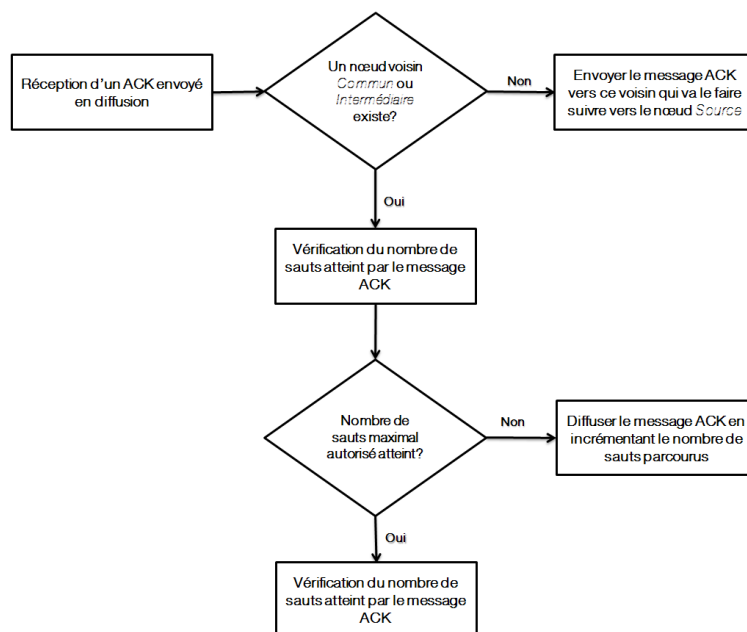 Réception d'un ACK envoyé
en diffusion
Un nœud voisin
Commun ou
Intermédiaire
existe?
Non
Envoyer le message ACK
vers ce voisin qui va le faire
suivre vers le nœud Source
Oui
Vérification du nombre de
sauts atteint par le message
ACK
Nombre de
sauts maximal
autorisé atteint?
Non
Diffuser le message ACK en
incrémentant le nombre de
sauts parcourus
Oui
Vérification du nombre de
sauts atteint par le message
ACK